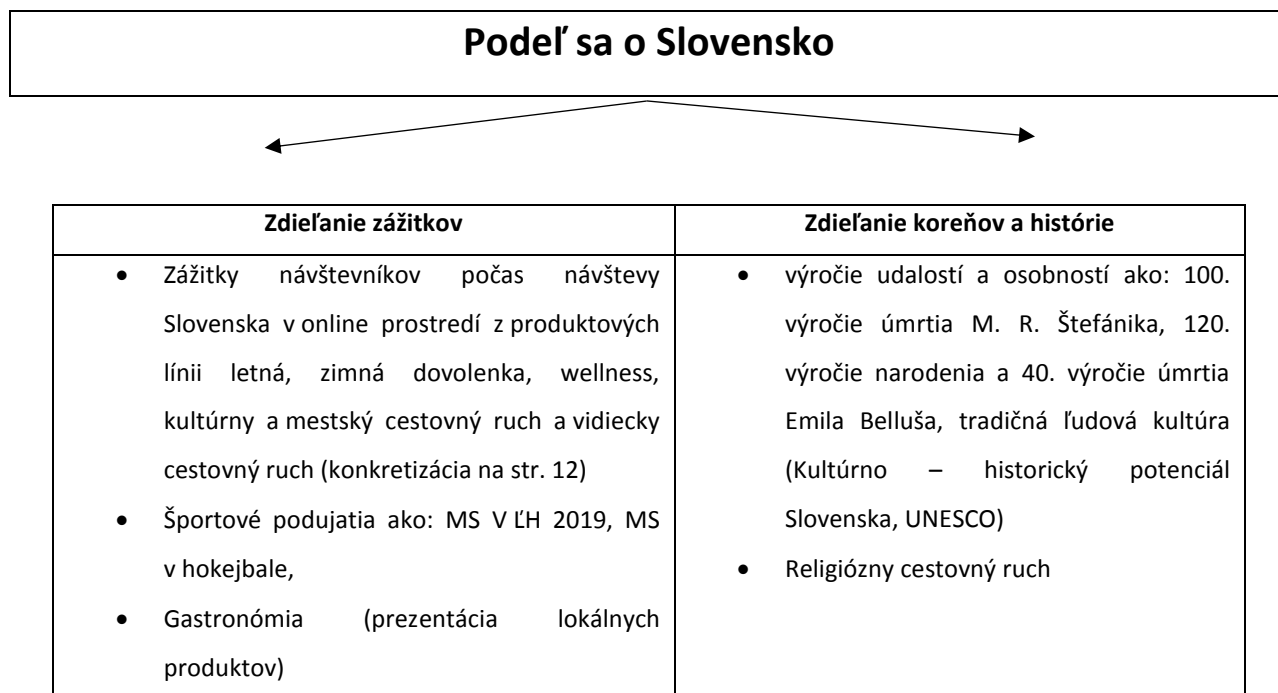 Podeľ sa o Slovensko
Zdieľanie zážitkov
• Zážitky návštevníkov počas návštevy
Slovenska v online prostredí z produktových
línii letná, zimná dovolenka, wellness,
kultúrny a mestský cestovný ruch a vidiecky
cestovný ruch (konkretizácia na str. 12)
• Športové podujatia ako: MS V ĽH 2019, MS
v hokejbale,
• Gastronómia (prezentácia lokálnych
produktov)
Zdieľanie koreňov a histórie
• výročie udalostí a osobností ako: 100.
výročie úmrtia M. R. Štefánika, 120.
výročie narodenia a 40. výročie úmrtia
Emila Belluša, tradičná ľudová kultúra
(Kultúrno – historický potenciál
Slovenska, UNESCO)
• Religiózny cestovný ruch